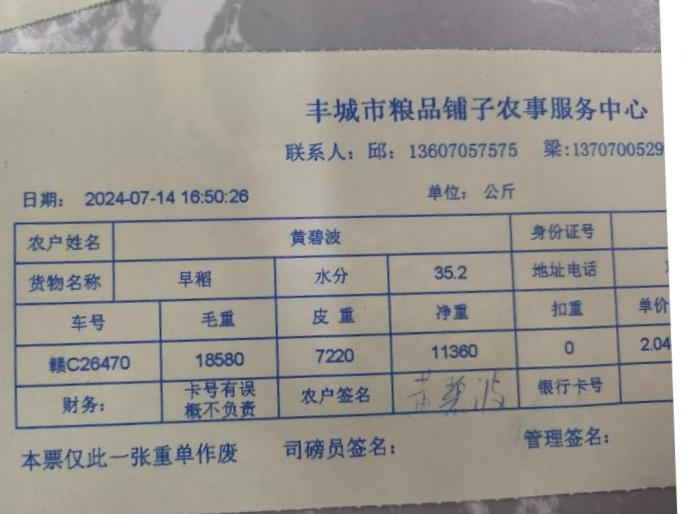 丰城市粮品铺子农事服务中心
联系人：邱：13607057575 梁:1370700529
日期： 2024-07-14 16:50:26 单位： 公斤
农户姓名 黄碧波 身份证号
货物名称 早稻 水分 35.2 地址电话
车号 毛重 皮 重 净重 扣重 单价
赣C26470 18580 7220 11360 0 2.04
财务： 卡号有误 概不负责 农户签名 黄碧波 银行卡号
本票仅此一张重单作废 司磅员签名： 管理签名：